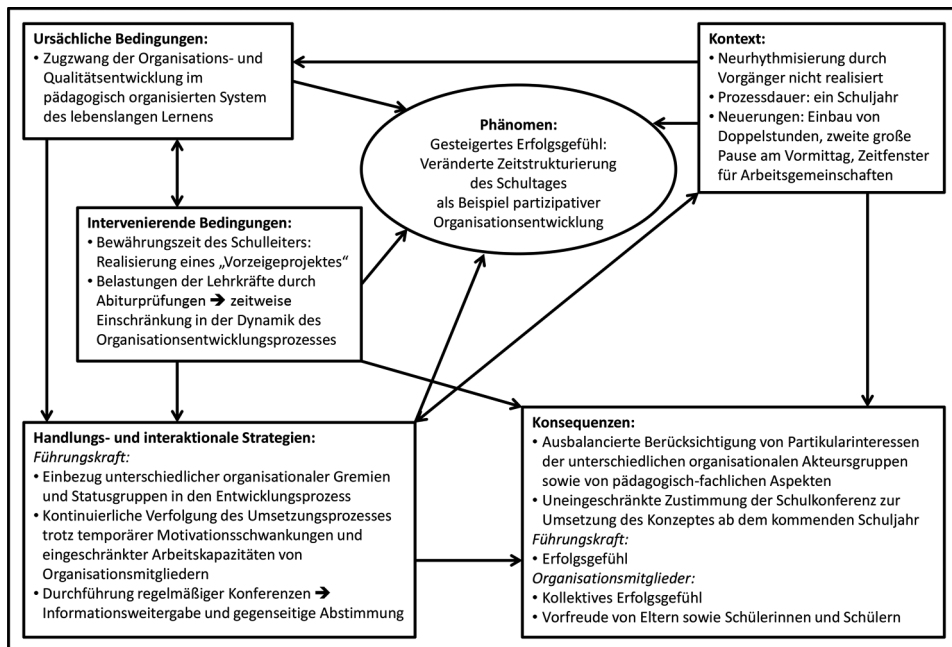 Ursächliche Bedingungen:
• Zugzwang der Organisations- und
Qualitätsentwicklung im
pädagogisch organisierten System
des lebenslangen Lernens
Kontext:
• Neurhythmisierung durch
Vorgänger nicht realisiert
• Prozessdauer: ein Schuljahr
• Neuerungen: Einbau von
Doppelstunden, zweite große
Pause am Vormittag, Zeitfenster
für Arbeitsgemeinschaften
Phänomen:
Gesteigertes Erfolgsgefühl:
Veränderte Zeitstrukturierung
des Schultages
als Beispiel partizipativer
Organisationsentwicklung
Intervenierende Bedingungen:
• Bewährungszeit des Schulleiters:
Realisierung eines „Vorzeigeprojektes“
• Belastungen der Lehrkräfte durch
Abiturprüfungen ➔ zeitweise
Einschränkung in der Dynamik des
Organisationsentwicklungsprozesses
Handlungs- und interaktionale Strategien:
Führungskraft:
• Einbezug unterschiedlicher organisationaler Gremien
und Statusgruppen in den Entwicklungsprozess
• Kontinuierliche Verfolgung des Umsetzungsprozesses
trotz temporärer Motivationsschwankungen und
eingeschränkter Arbeitskapazitäten von
Organisationsmitgliedern
• Durchführung regelmäßiger Konferenzen ➔
Informationsweitergabe und gegenseitige Abstimmung
Konsequenzen:
• Ausbalancierte Berücksichtigung von Partikularinteressen
der unterschiedlichen organisationalen Akteursgruppen
sowie von pädagogisch-fachlichen Aspekten
• Uneingeschränkte Zustimmung der Schulkonferenz zur
Umsetzung des Konzeptes ab dem kommenden Schuljahr
Führungskraft:
• Erfolgsgefühl
Organisationsmitglieder:
• Kollektives Erfolgsgefühl
• Vorfreude von Eltern sowie Schülerinnen und Schülern